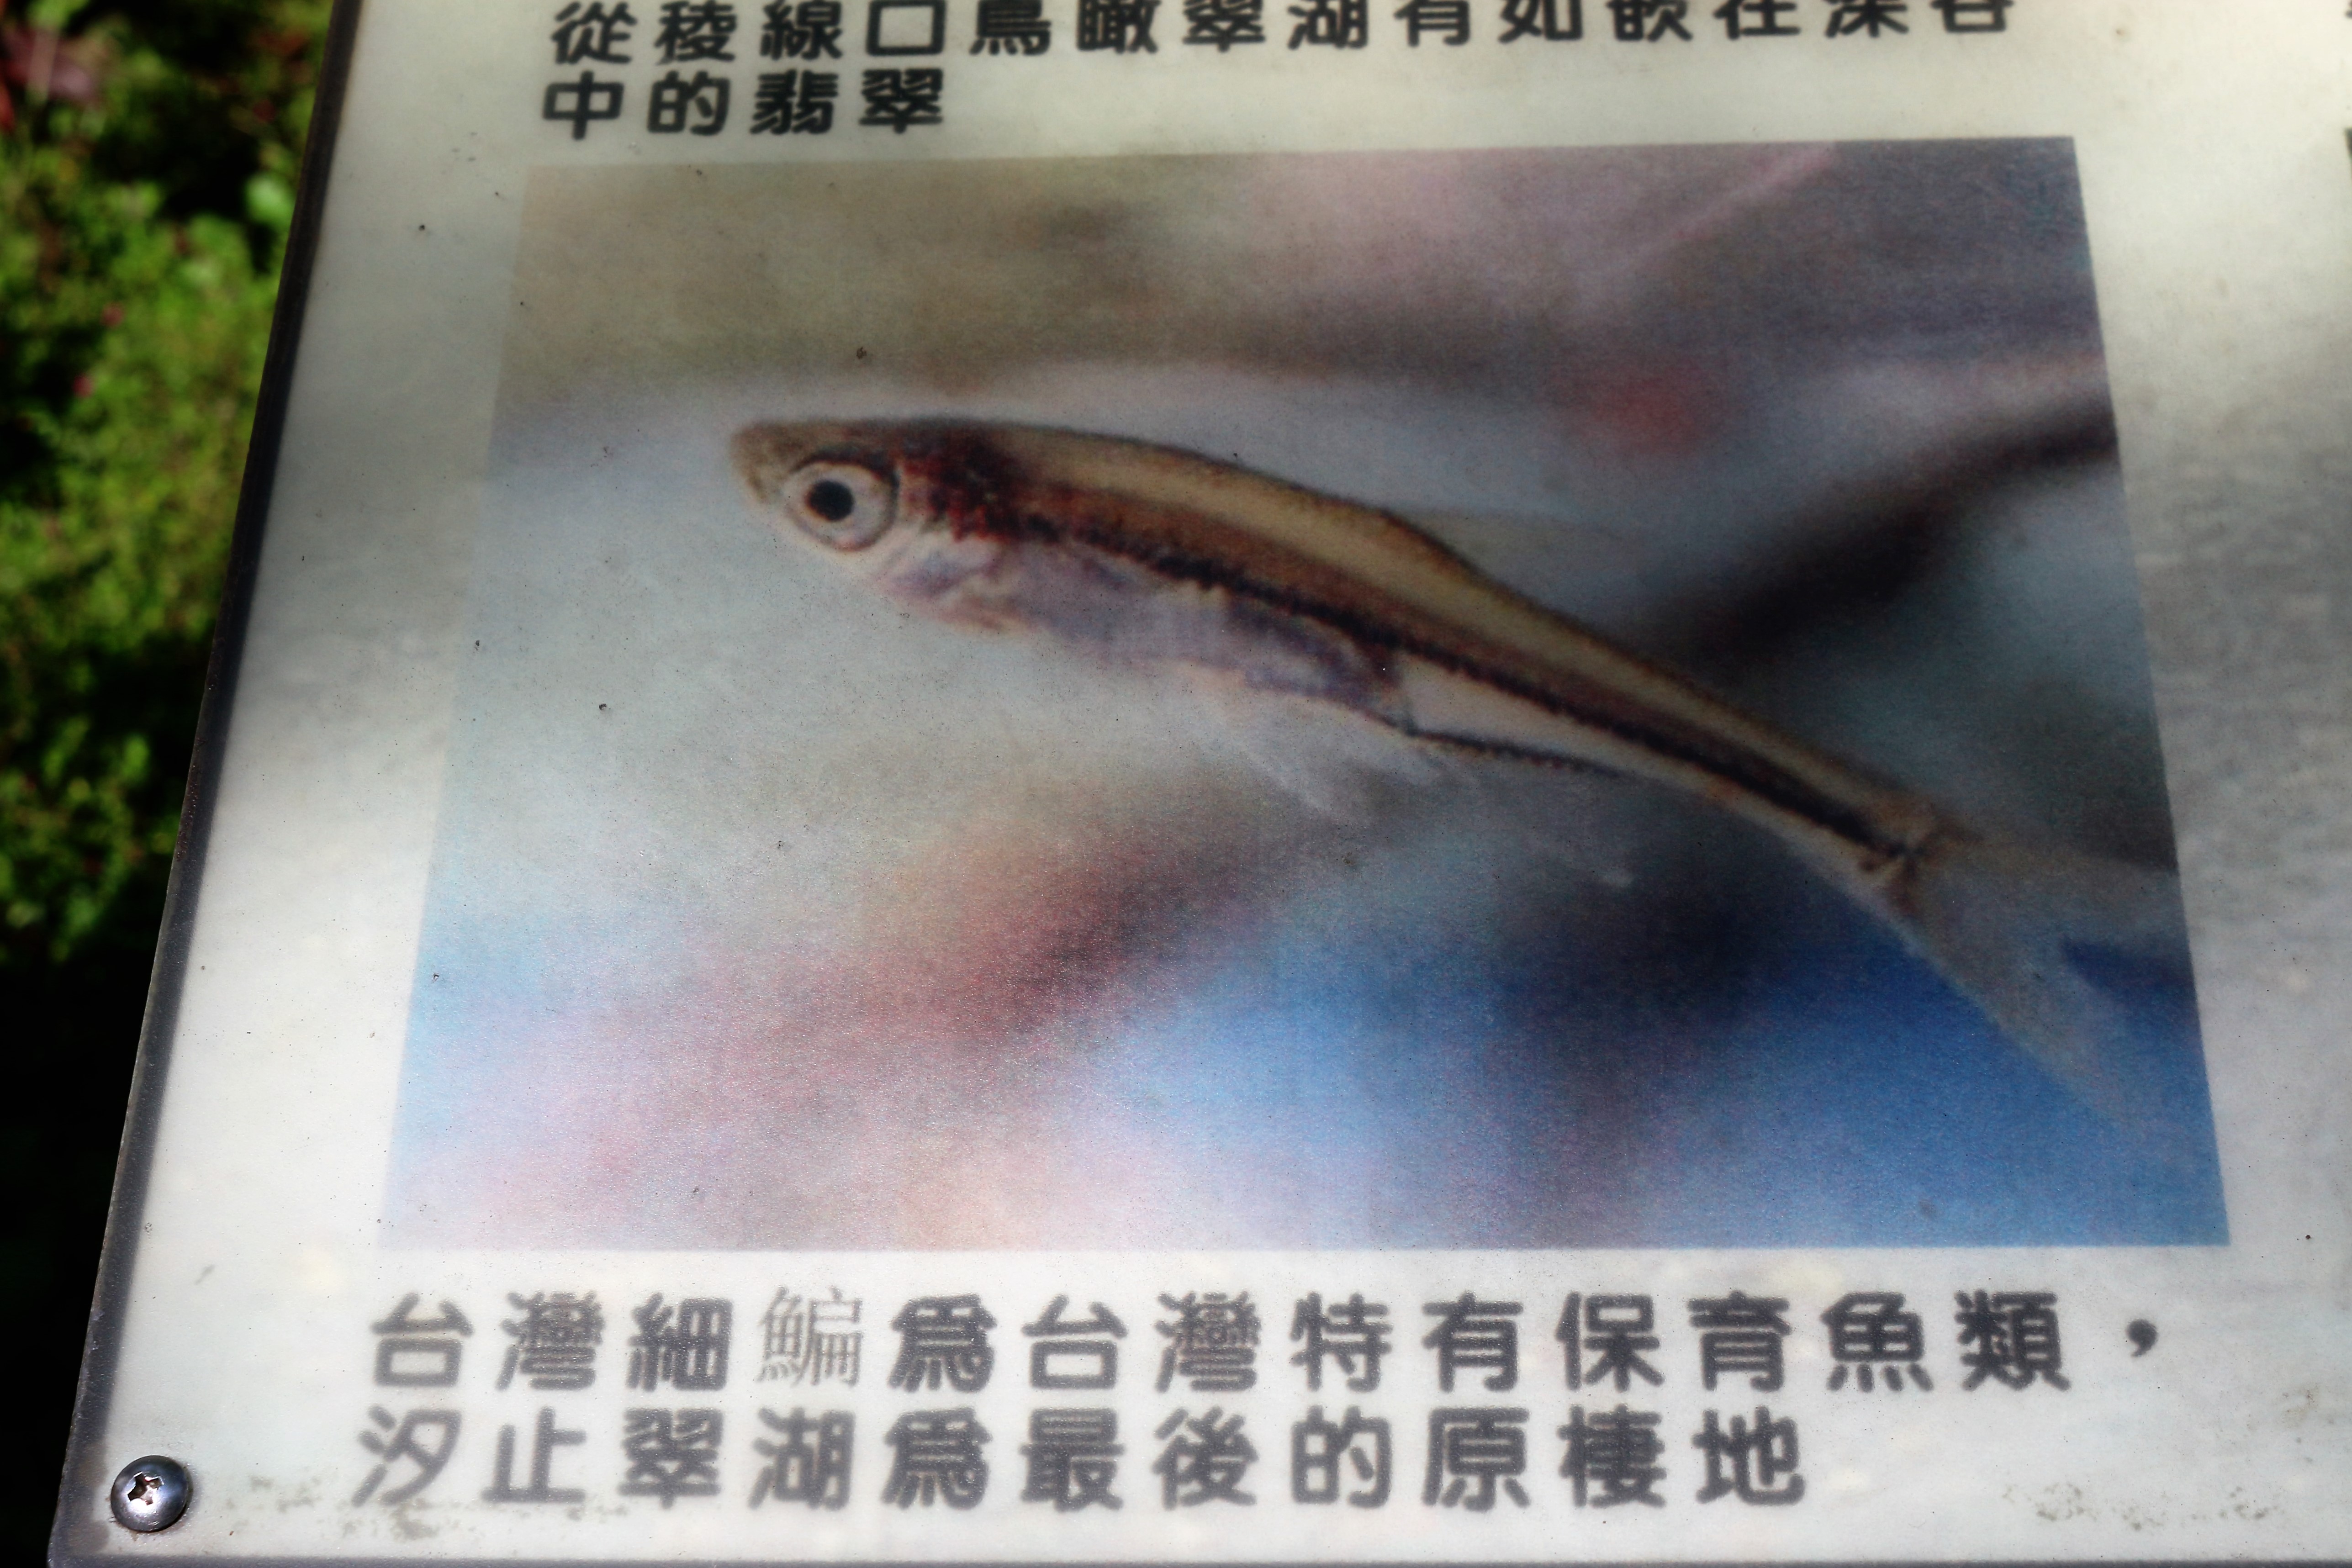 從稜線口鳥瞰翠湖有如嵌在深谷
中的翡翠
台灣細鯿為台灣特有保育魚類，
汐止翠湖為最後的原棲地